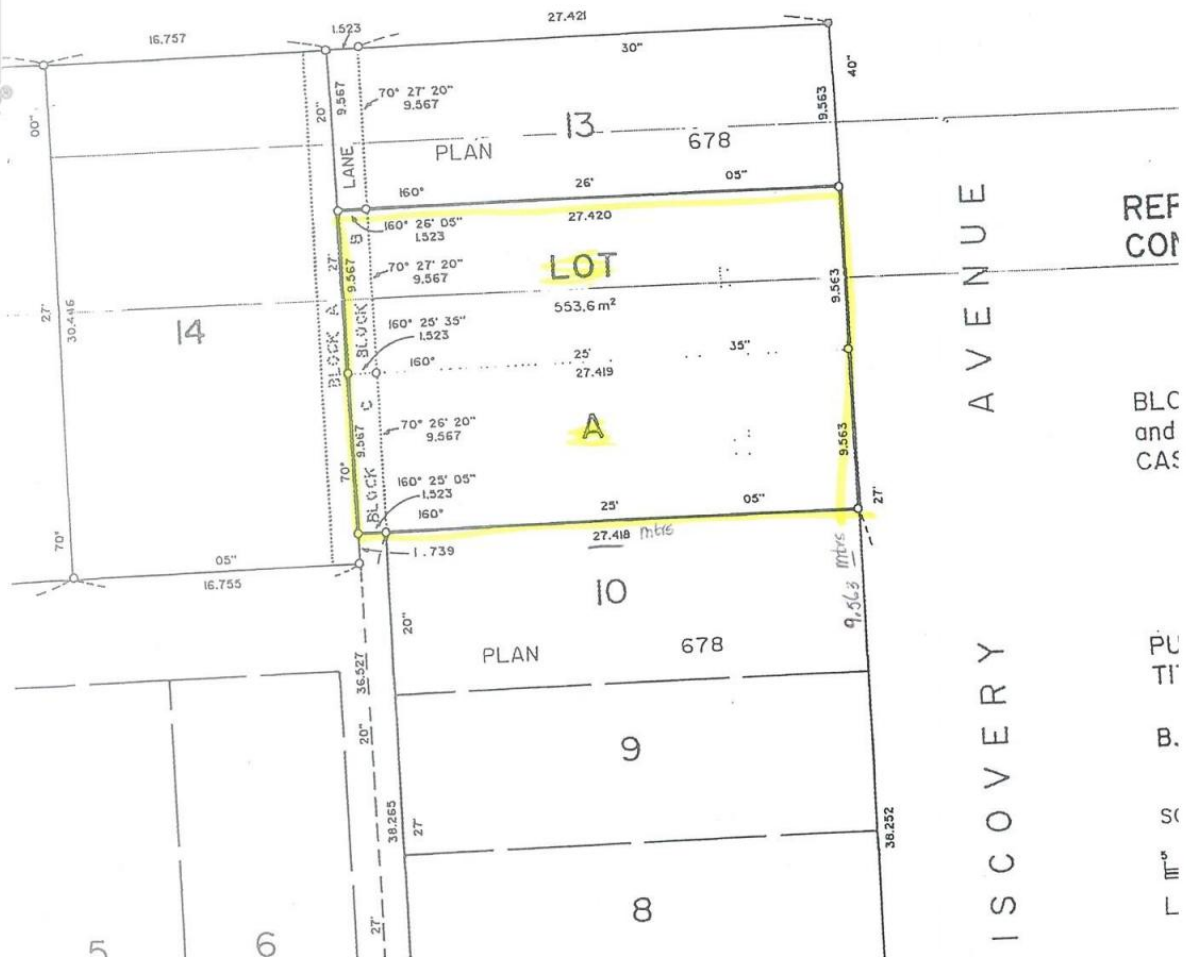 27.421
16.757
1.523
30"
40"
9.563
9.567
20"
70° 27' 20"
9.567
00"
13
PLAN 678
LANE
160° 26' 05"
27.420
160° 26' 05"
1.523
AVENUE
REF
CON
B
LOT
27'
9.567
70° 27' 20"
9.567
9.563
553.6 m²
27'
30.446
14
BLOCK A
BLOCK
160° 25' 35"
1.523
160° 25' 35"
27.419
BLO
and
CAS
C
A
70° 26' 20"
9.567
9.567
9.563
70°
BLOCK
160° 25' 05"
1.523
160° 25' 05"
27'
27.418 mtrs
1.739
70°
05"
16.755
10
9.563 mtrs
20"
PLAN 678
36.527
20"
PU
TIT
DISCOVERY
B.
9
38.265
27'
38.252
SC
L
8
27'
5
6